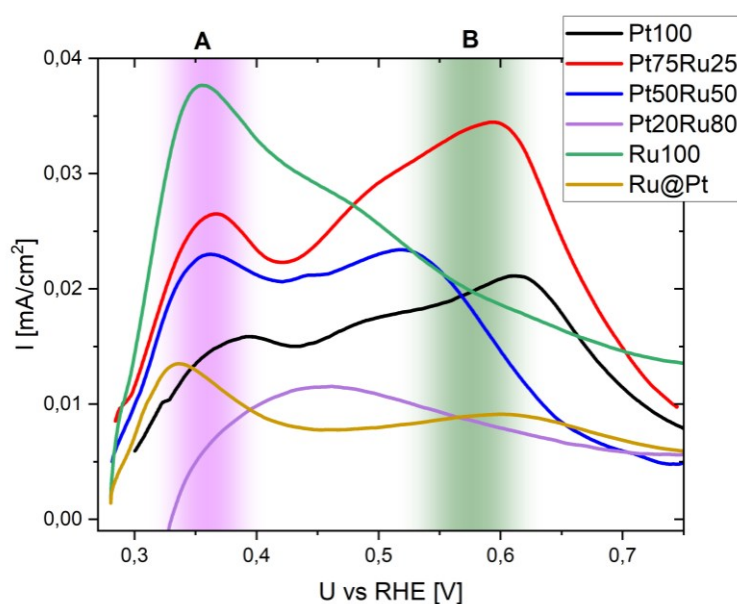 A
B
Pt100
Pt75Ru25
Pt50Ru50
Pt20Ru80
Ru100
Ru@Pt
0,04
0,03
0,02
0,01
0,00
I [mA/cm²]
0,3 0,4 0,5 0,6 0,7
U vs RHE [V]